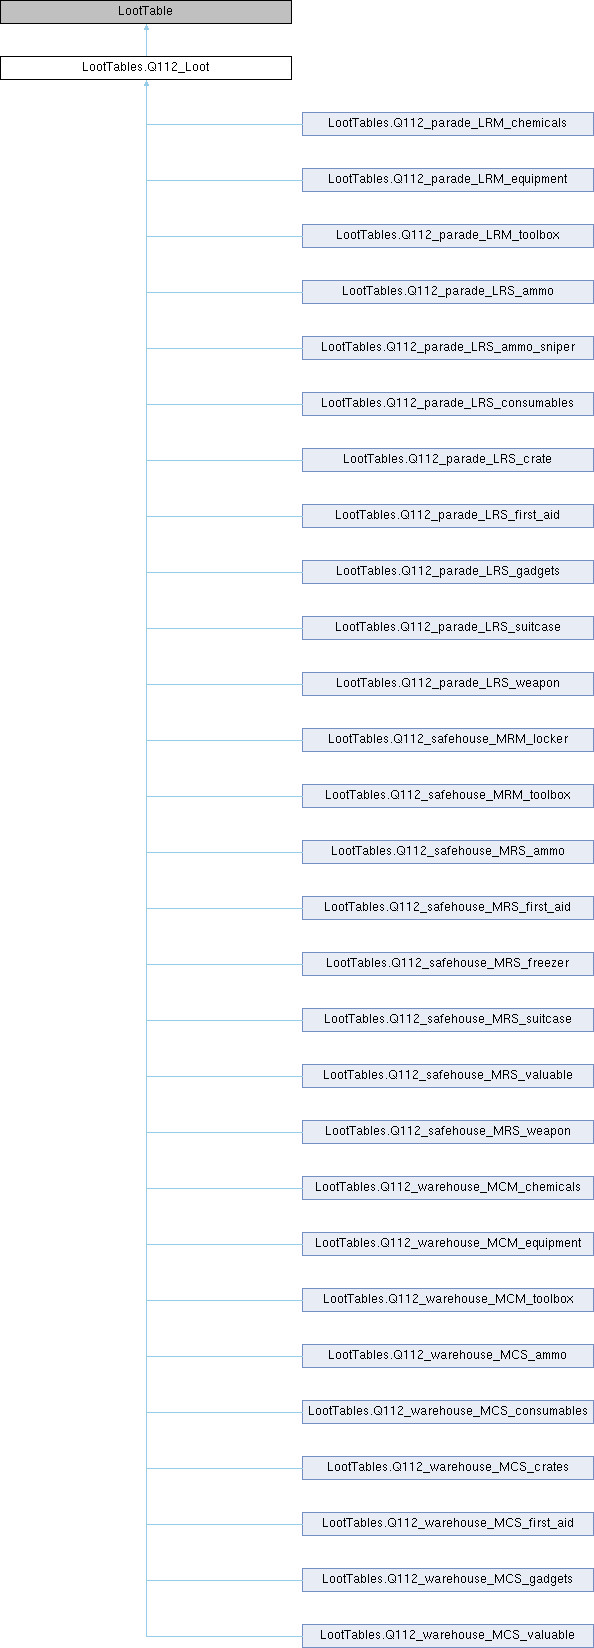 LootTable
LootTables.Q112_Loot
LootTables.Q112_parade_LRM_chemicals
LootTables.Q112_parade_LRM_equipment
LootTables.Q112_parade_LRM_toolbox
LootTables.Q112_parade_LRS_ammo
LootTables.Q112_parade_LRS_ammo_sniper
LootTables.Q112_parade_LRS_consumables
LootTables.Q112_parade_LRS_crate
LootTables.Q112_parade_LRS_first_aid
LootTables.Q112_parade_LRS_gadgets
LootTables.Q112_parade_LRS_suitcase
LootTables.Q112_parade_LRS_weapon
LootTables.Q112_safehouse_MRM_locker
LootTables.Q112_safehouse_MRM_toolbox
LootTables.Q112_safehouse_MRS_ammo
LootTables.Q112_safehouse_MRS_first_aid
LootTables.Q112_safehouse_MRS_freezer
LootTables.Q112_safehouse_MRS_suitcase
LootTables.Q112_safehouse_MRS_valuable
LootTables.Q112_safehouse_MRS_weapon
LootTables.Q112_warehouse_MCM_chemicals
LootTables.Q112_warehouse_MCM_equipment
LootTables.Q112_warehouse_MCM_toolbox
LootTables.Q112_warehouse_MCS_ammo
LootTables.Q112_warehouse_MCS_consumables
LootTables.Q112_warehouse_MCS_crates
LootTables.Q112_warehouse_MCS_first_aid
LootTables.Q112_warehouse_MCS_gadgets
LootTables.Q112_warehouse_MCS_valuable